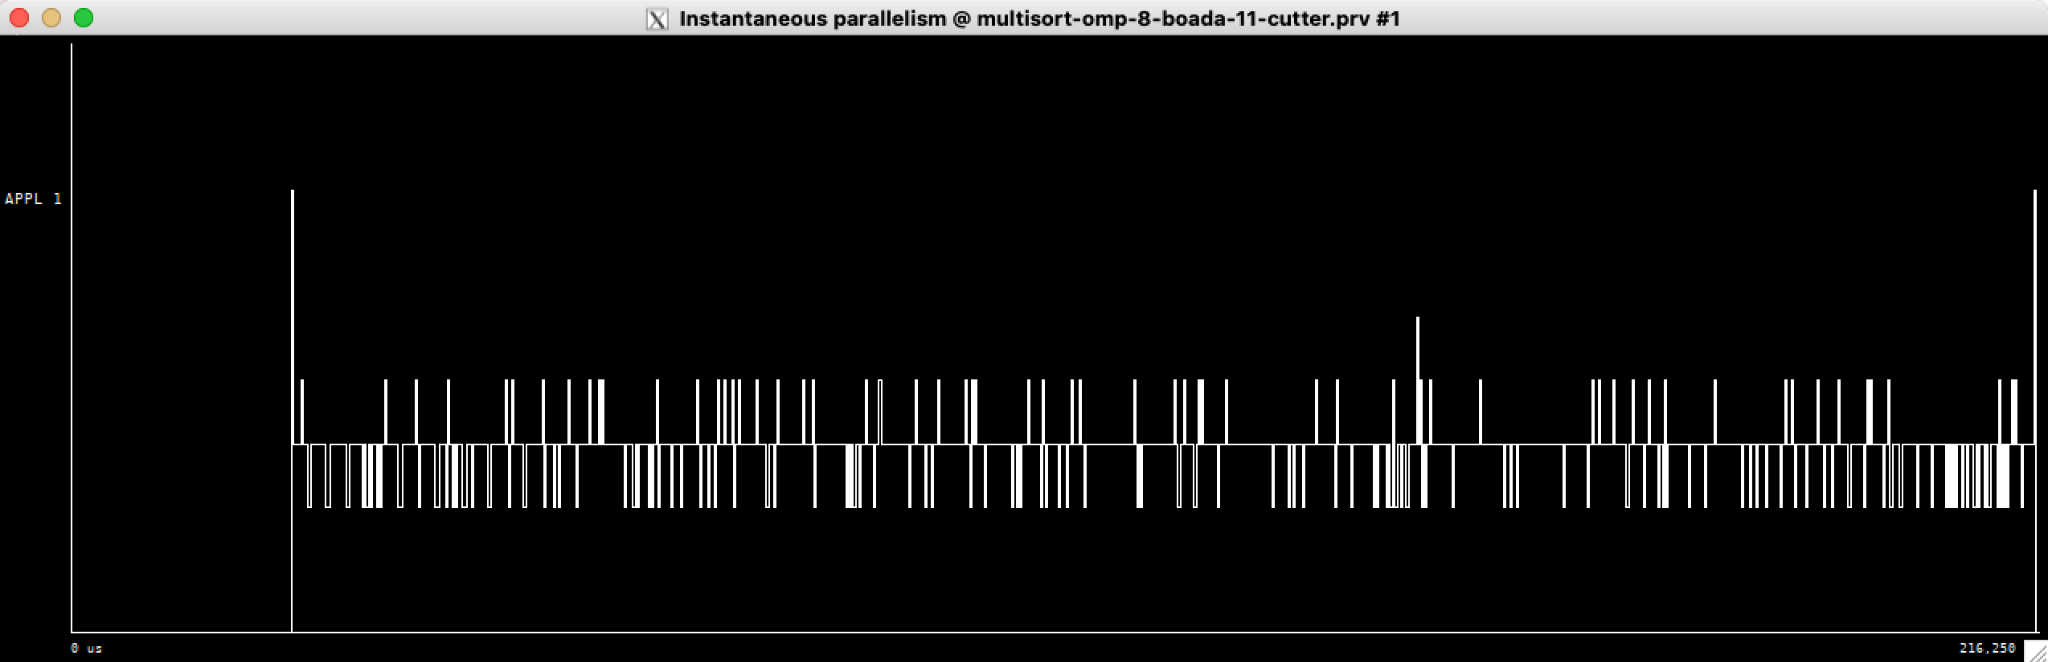 Instantaneous parallelism @ multisort-omp-8-boada-11-cutter.prv #1
APPL 1
0 us
216,250